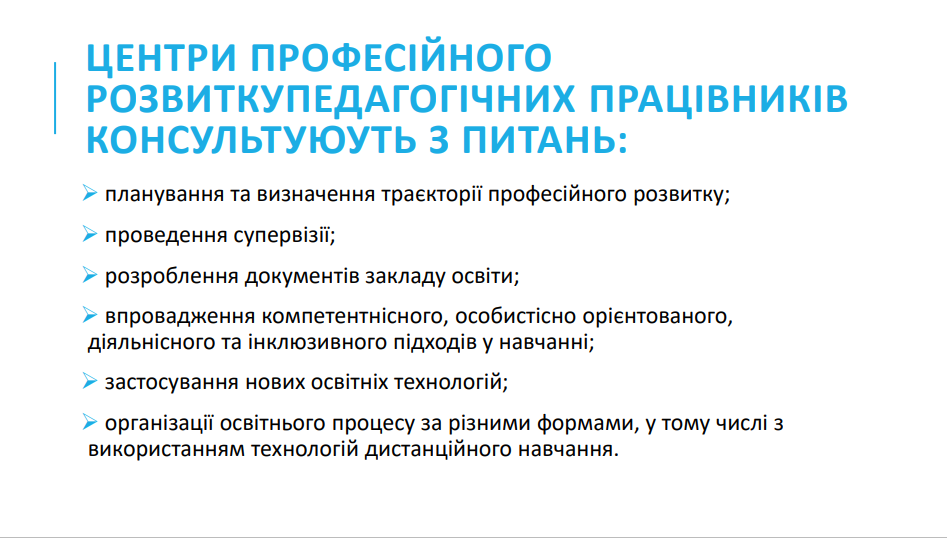 ЦЕНТРИ ПРОФЕСІЙНОГО
РОЗВИТКУПЕДАГОГІЧНИХ ПРАЦІВНИКІВ
КОНСУЛЬТУЮУТЬ З ПИТАНЬ:
➢ планування та визначення траєкторії професійного розвитку;
➢ проведення супервізії;
➢ розроблення документів закладу освіти;
➢ впровадження компетентнісного, особистісно орієнтованого,
діяльнісного та інклюзивного підходів у навчанні;
➢ застосування нових освітніх технологій;
➢ організації освітнього процесу за різними формами, у тому числі з
використанням технологій дистанційного навчання.